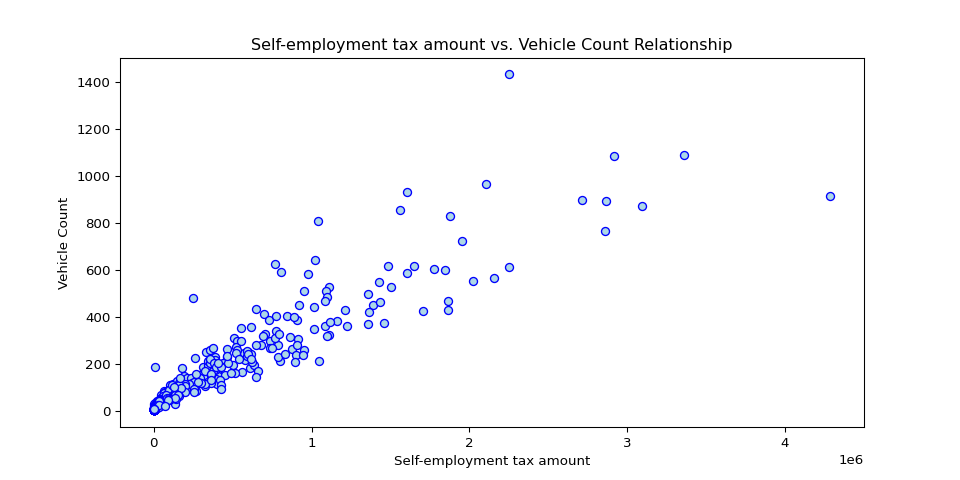 Self-employment tax amount vs. Vehicle Count Relationship
1400
1200
1000
800
600
400
200
0
Vehicle Count
0 1 2 3 4
1e6
Self-employment tax amount